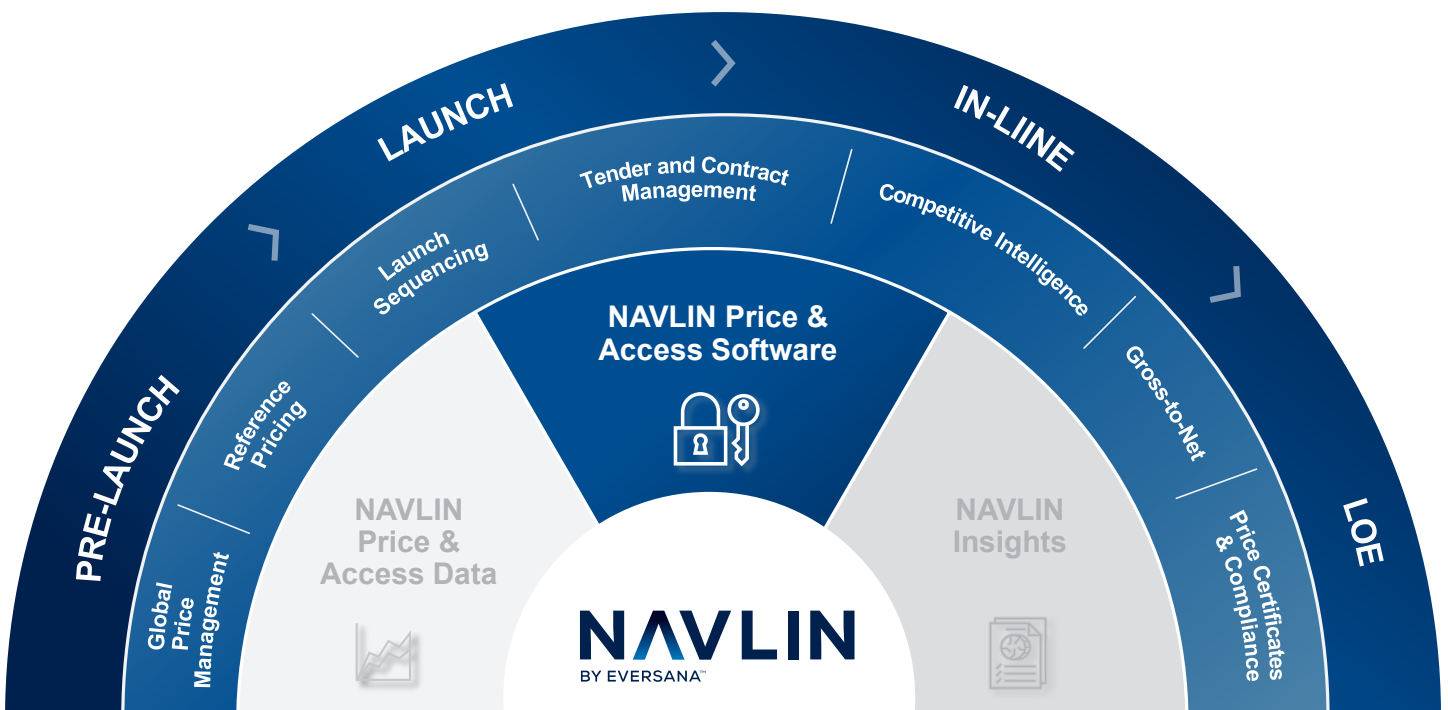 PRE-LAUNCH
LAUNCH
IN-LIINE
LOE
Global
Price
Management
Reference
Pricing
Launch
Sequencing
Tender and Contract
Management
Competitive Intelligence
Gross-to-Net
Price Certificates
& Compliance
NAVLIN
Price &
Access Data
NAVLIN Price &
Access Software
NAVLIN
Insights
NAVLIN
BY EVERSANA™